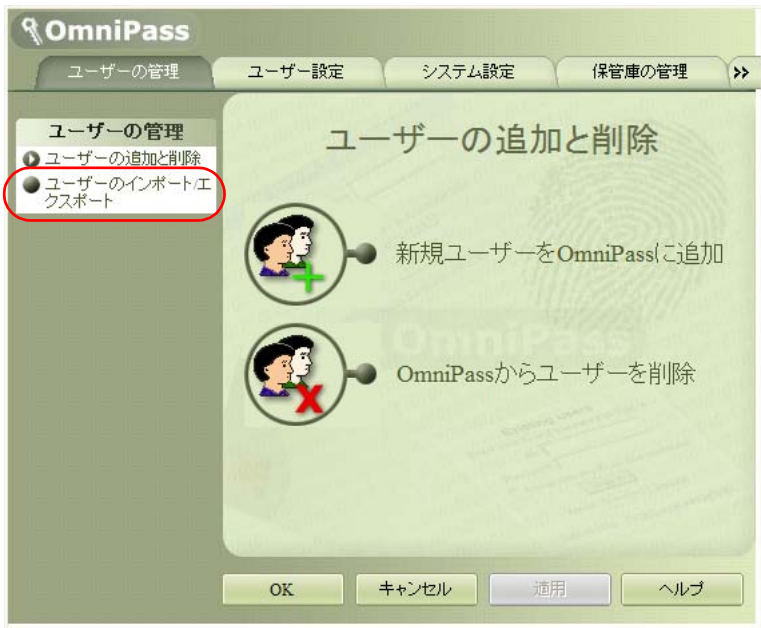 OmniPass
ユーザーの管理
ユーザー設定
システム設定
保管庫の管理
>>
ユーザーの管理
ユーザーの追加と削除
ユーザーのインポート/エ
クスポート
ユーザーの追加と削除
新規ユーザーをOmniPassに追加
OmniPass
OmniPassからユーザーを削除
Existing Users
OK
キャンセル
適用
ヘルプ